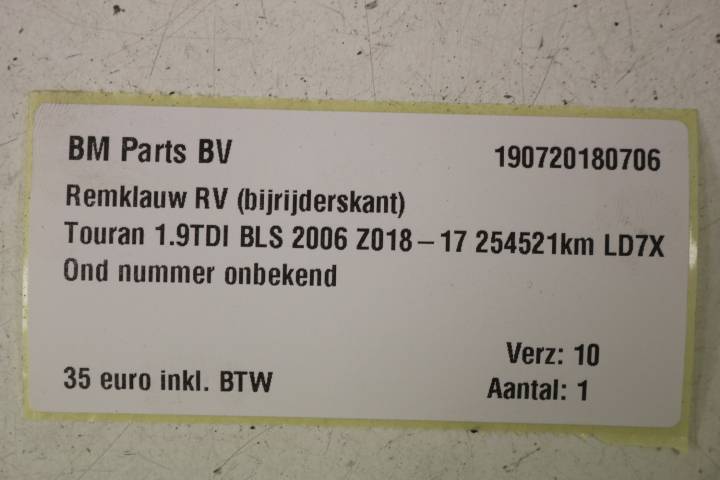 BM Parts BV 190720180706
Remklauw RV (bijrijderskant)
Touran 1.9TDI BLS 2006 Z018-17 254521km LD7X
Ond nummer onbekend
Verz: 10
35 euro inkl. BTW Aantal: 1